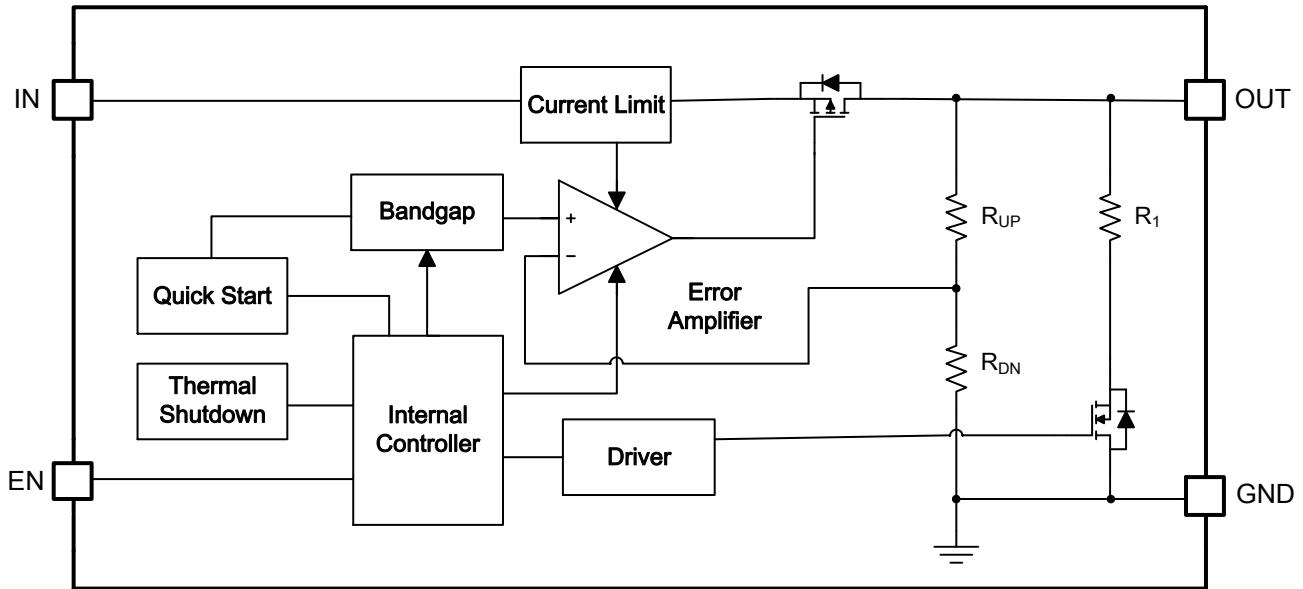 IN
Current Limit
OUT
Bandgap
+
−
R_UP
R_1
Quick Start
Error
Amplifier
Thermal
Shutdown
Internal
Controller
R_DN
Driver
EN
GND